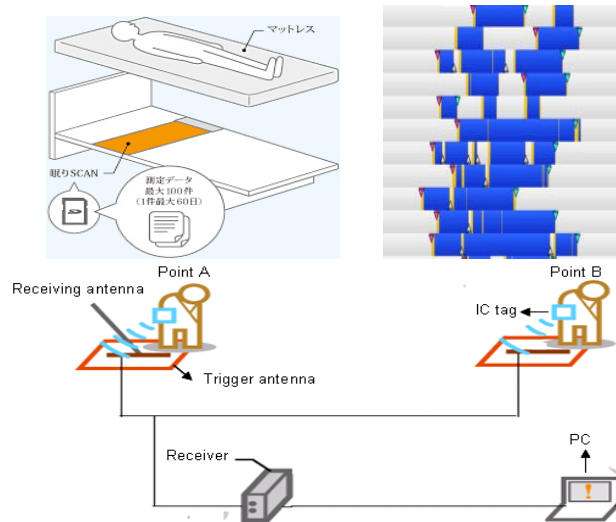 マットレス
眠りSCAN
測定データ
最大100件
(1件最大60日)
SD
Point A
Point B
Receiving antenna
IC tag
Trigger antenna
PC
Receiver
!